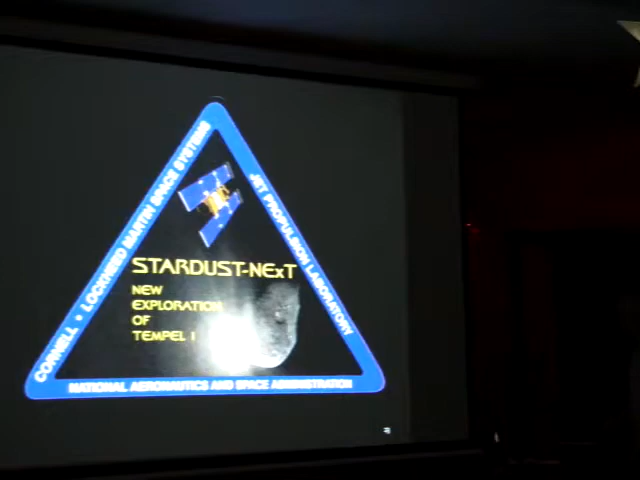 CORNELL • LOCKHEED MARTIN SPACE SYSTEMS
JET PROPULSION LABORATORY
STARDUST-NExT
NEW
EXPLORATION
OF
TEMPEL 1
NATIONAL AERONAUTICS AND SPACE ADMINISTRATION